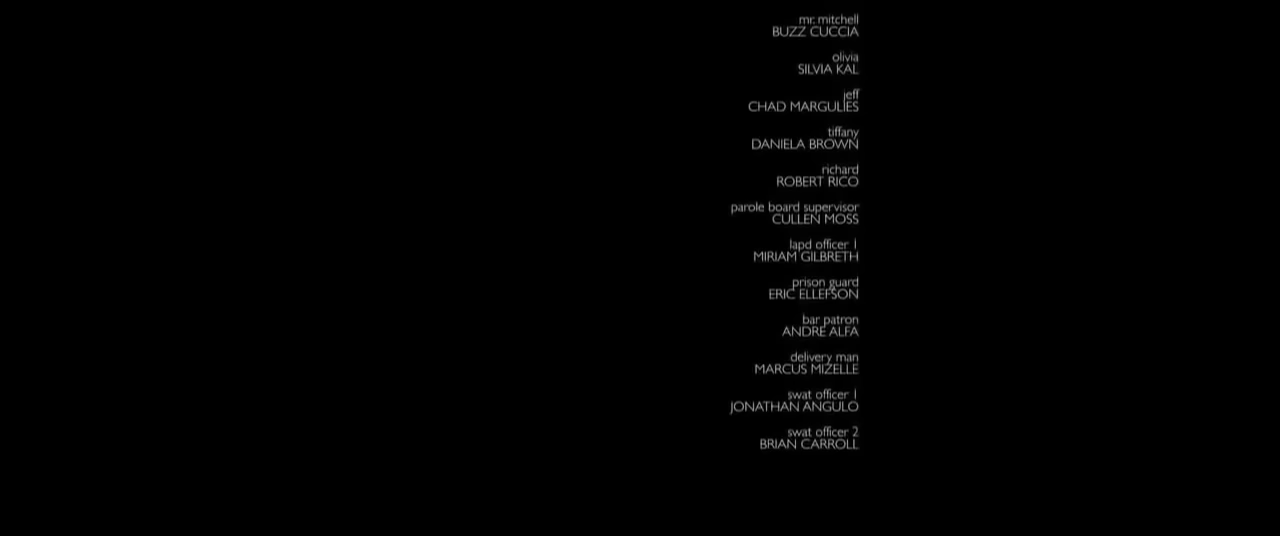 mr. mitchell
BUZZ CUCCIA
olivia
SILVIA KAL
jeff
CHAD MARGULIES
tiffany
DANIELA BROWN
richard
ROBERT RICO
parole board supervisor
CULLEN MOSS
lapd officer 1
MIRIAM GILBRETH
prison guard
ERIC ELLEFSON
bar patron
ANDRE ALFA
delivery man
MARCUS MIZELLE
swat officer 1
JONATHAN ANGULO
swat officer 2
BRIAN CARROLL